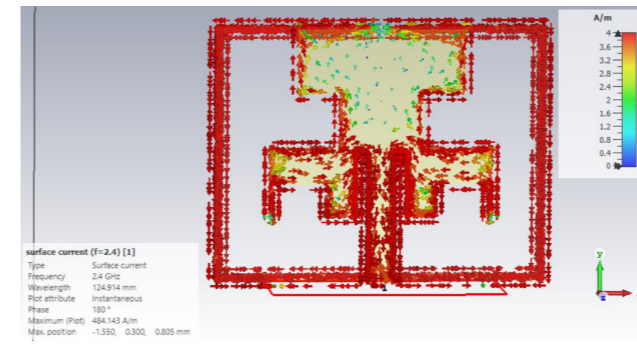 A/m
4
3.6
3.2
2.8
2.4
2
1.6
1.2
0.8
0.4
0
surface current (f=2.4) [1]
Type Surface current
Frequency 2.4 GHz
Wavelength 124.914 mm
Plot attribute Instantaneous
Phase 180 °
Maximum (Plot) 484.143 A/m
Max. position -1.550, 0.300, 0.805 mm
1
y